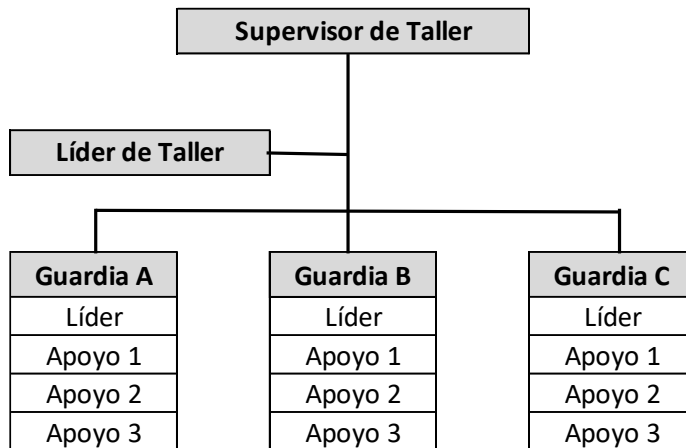 Supervisor de Taller
Líder de Taller
Guardia A
Líder
Apoyo 1
Apoyo 2
Apoyo 3
Guardia B
Líder
Apoyo 1
Apoyo 2
Apoyo 3
Guardia C
Líder
Apoyo 1
Apoyo 2
Apoyo 3